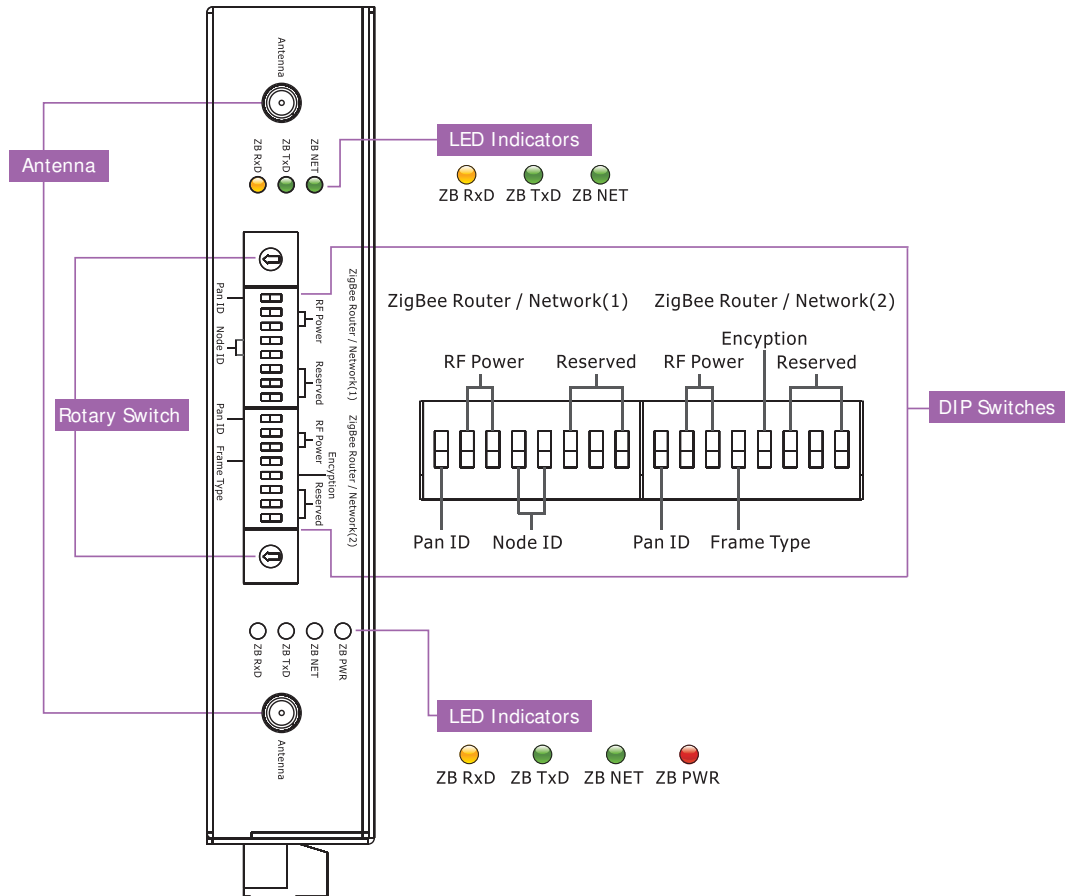 Antenna
ZB RxD
ZB TxD
ZB NET
Antenna
LED Indicators
ZB RxD ZB TxD ZB NET
Pan ID
Node ID
RF Power
Reserved
ZigBee Router / Network(1)
Rotary Switch
Pan ID
Frame Type
RF Power
Encyption
Reserved
ZigBee Router / Network(2)
ZigBee Router / Network(1) ZigBee Router / Network(2)
Encyption
RF Power Reserved RF Power Reserved
DIP Switches
Pan ID Node ID Pan ID Frame Type
ZB RxD
ZB TxD
ZB NET
ZB PWR
Antenna
LED Indicators
ZB RxD ZB TxD ZB NET ZB PWR